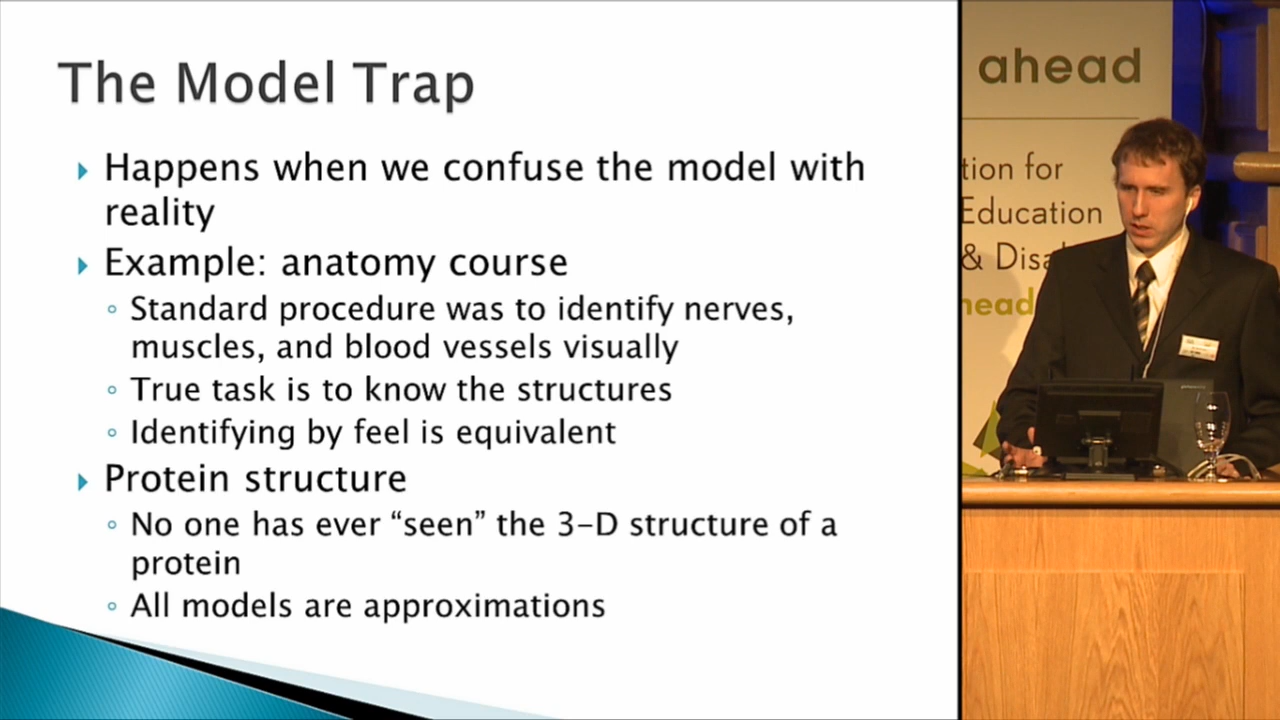 The Model Trap
Happens when we confuse the model with
reality
Example: anatomy course
Standard procedure was to identify nerves,
muscles, and blood vessels visually
True task is to know the structures
Identifying by feel is equivalent
Protein structure
No one has ever “seen” the 3-D structure of a
protein
All models are approximations
ahead
tion for
Education
& Disa
head